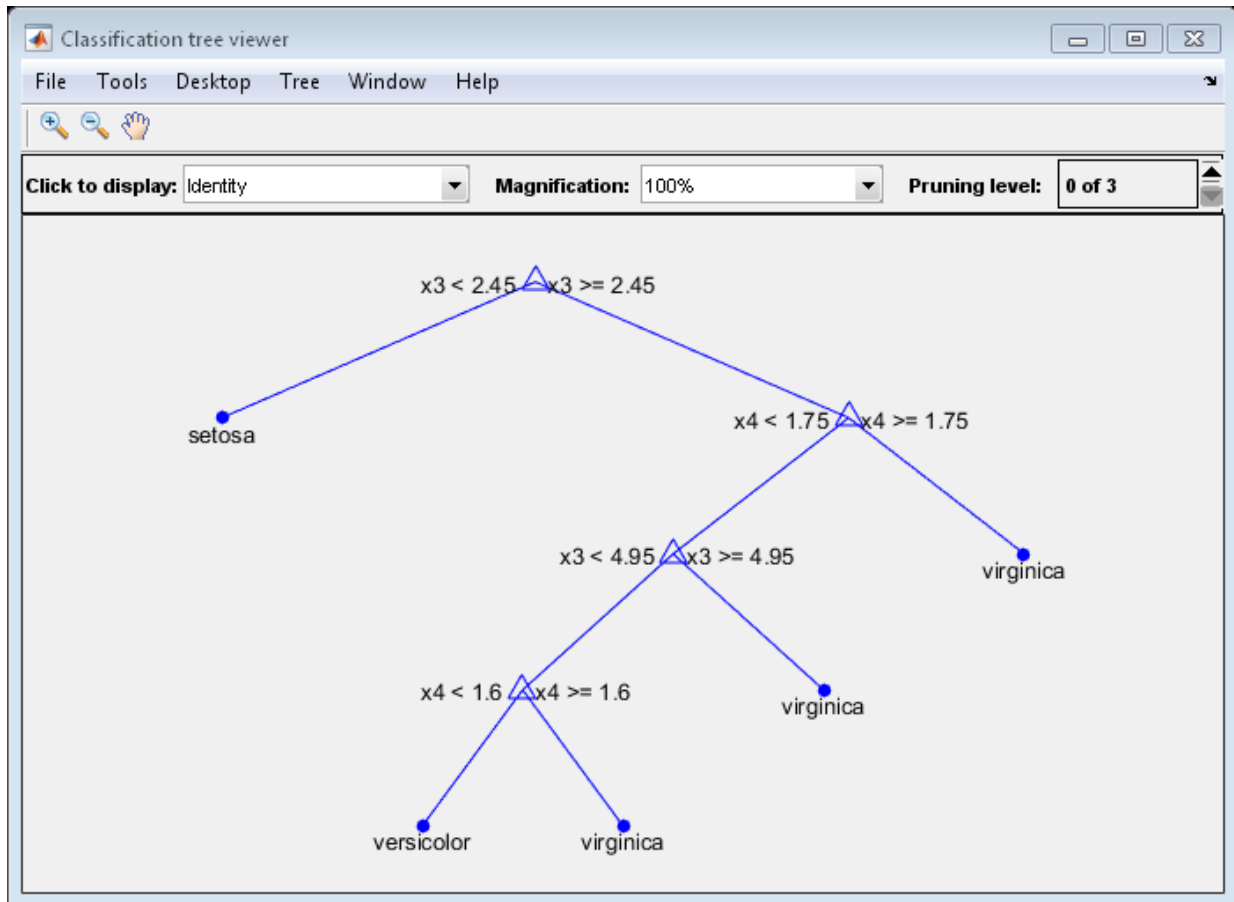 Classification tree viewer
File Tools Desktop Tree Window Help
Click to display: Identity Magnification: 100% Pruning level: 0 of 3
x3 < 2.45 x3 >= 2.45
setosa
x4 < 1.75 x4 >= 1.75
x3 < 4.95 x3 >= 4.95
virginica
x4 < 1.6 x4 >= 1.6
virginica
versicolor virginica